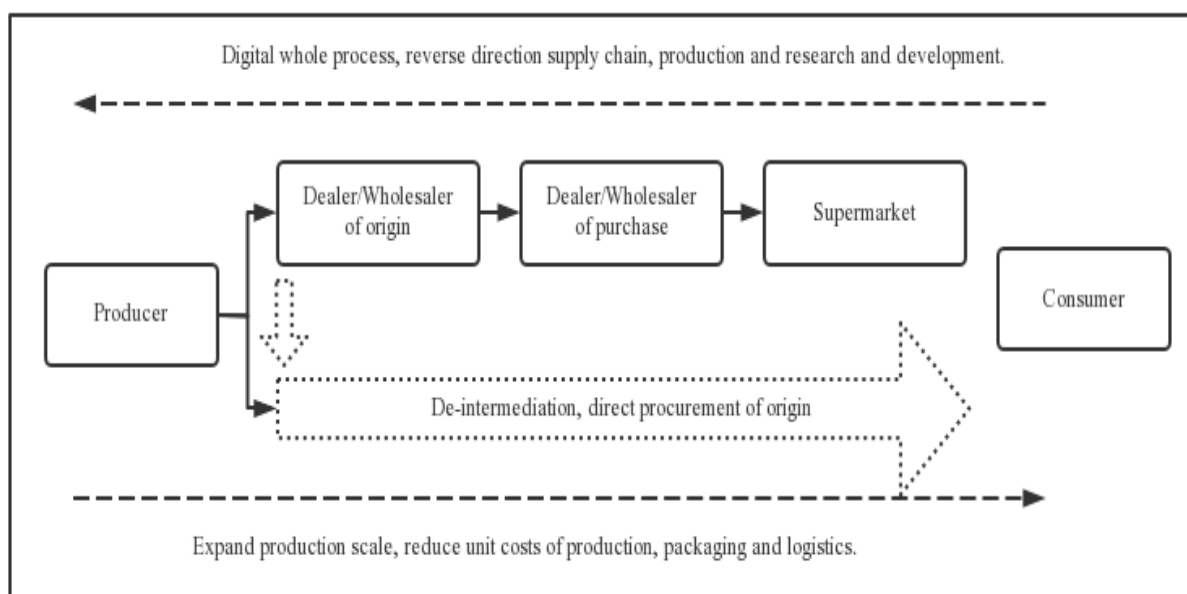 Digital whole process, reverse direction supply chain, production and research and development.
Dealer/Wholesaler
of origin
Dealer/Wholesaler
of purchase
Supermarket
Producer
Consumer
De-intermediation, direct procurement of origin
Expand production scale, reduce unit costs of production, packaging and logistics.